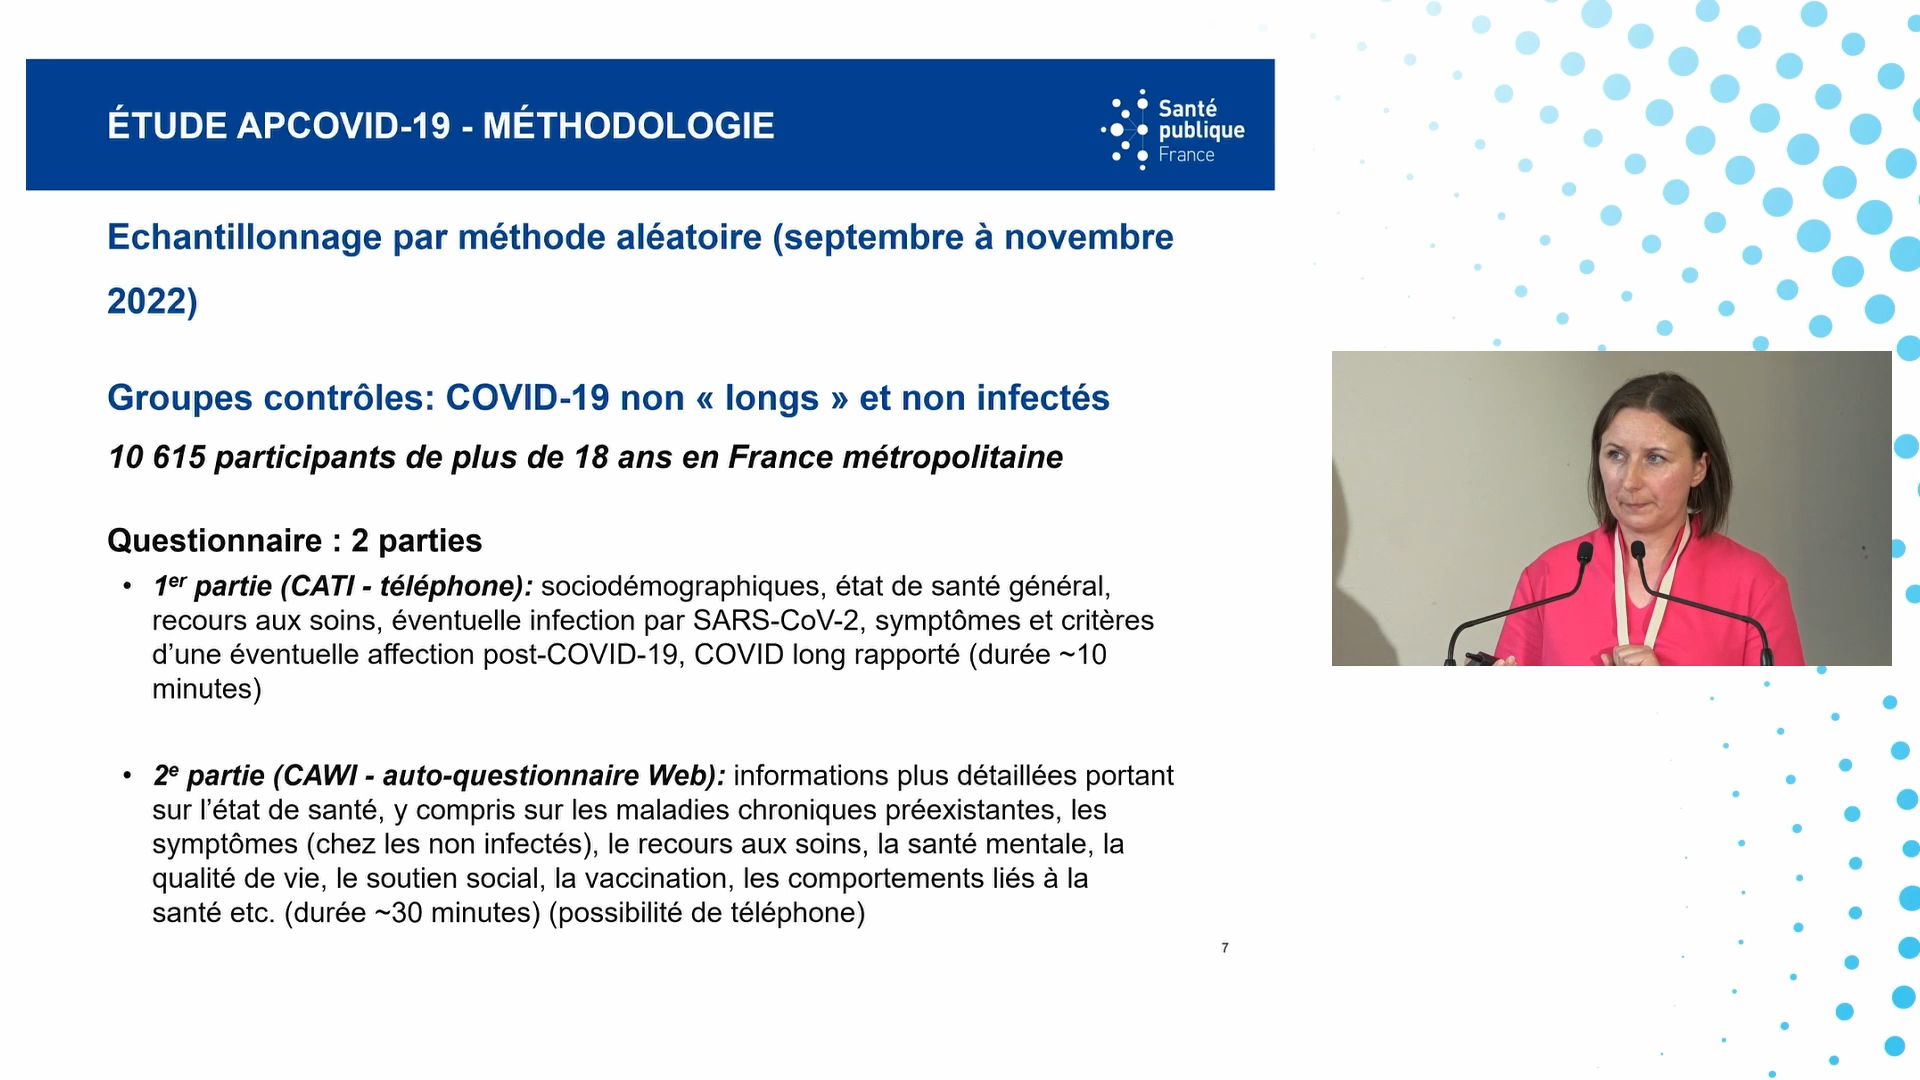 ÉTUDE APCOVID-19 - MÉTHODOLOGIE
Santé
publique
France
Echantillonnage par méthode aléatoire (septembre à novembre
2022)
Groupes contrôles: COVID-19 non « longs » et non infectés
10 615 participants de plus de 18 ans en France métropolitaine
Questionnaire : 2 parties
• 1er partie (CATI - téléphone): sociodémographiques, état de santé général,
recours aux soins, éventuelle infection par SARS-CoV-2, symptômes et critères
d’une éventuelle affection post-COVID-19, COVID long rapporté (durée ~10
minutes)
• 2e partie (CAWI - auto-questionnaire Web): informations plus détaillées portant
sur l’état de santé, y compris sur les maladies chroniques préexistantes, les
symptômes (chez les non infectés), le recours aux soins, la santé mentale, la
qualité de vie, le soutien social, la vaccination, les comportements liés à la
santé etc. (durée ~30 minutes) (possibilité de téléphone)
7